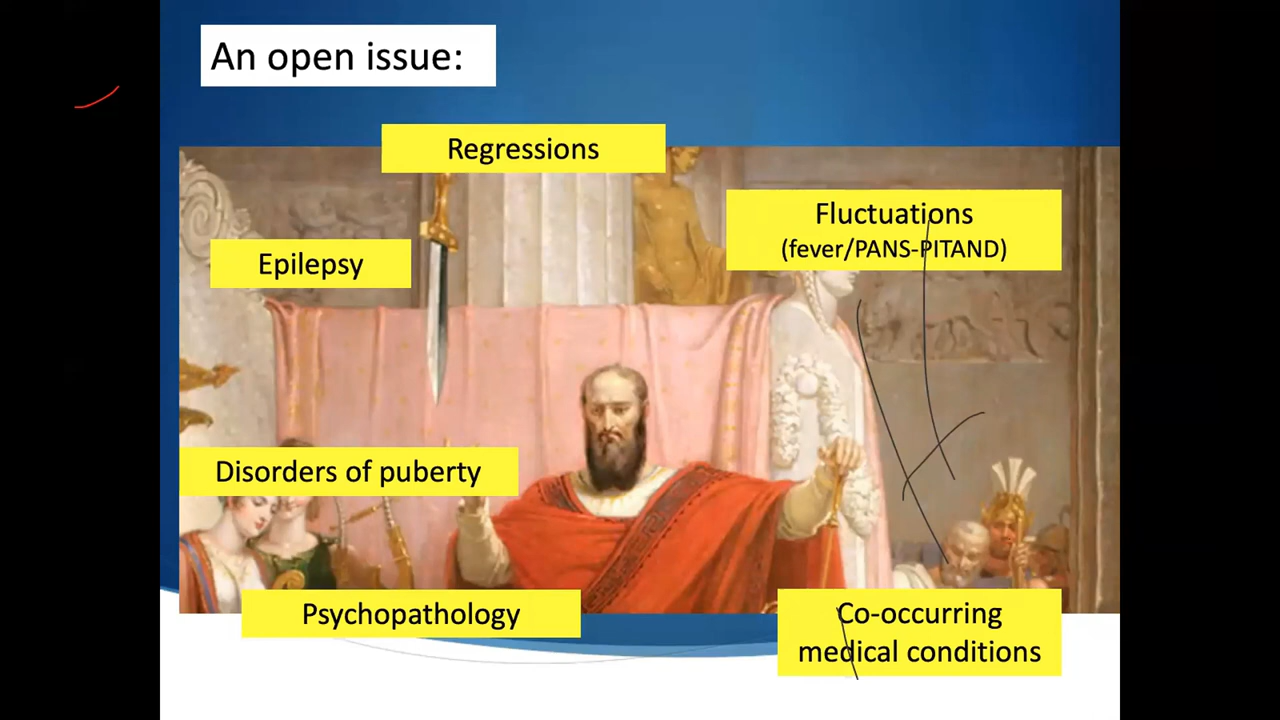 An open issue:
Regressions
Fluctuations
(fever/PANS-PITAND)
Epilepsy
Disorders of puberty
Psychopathology
Co-occurring
medical conditions